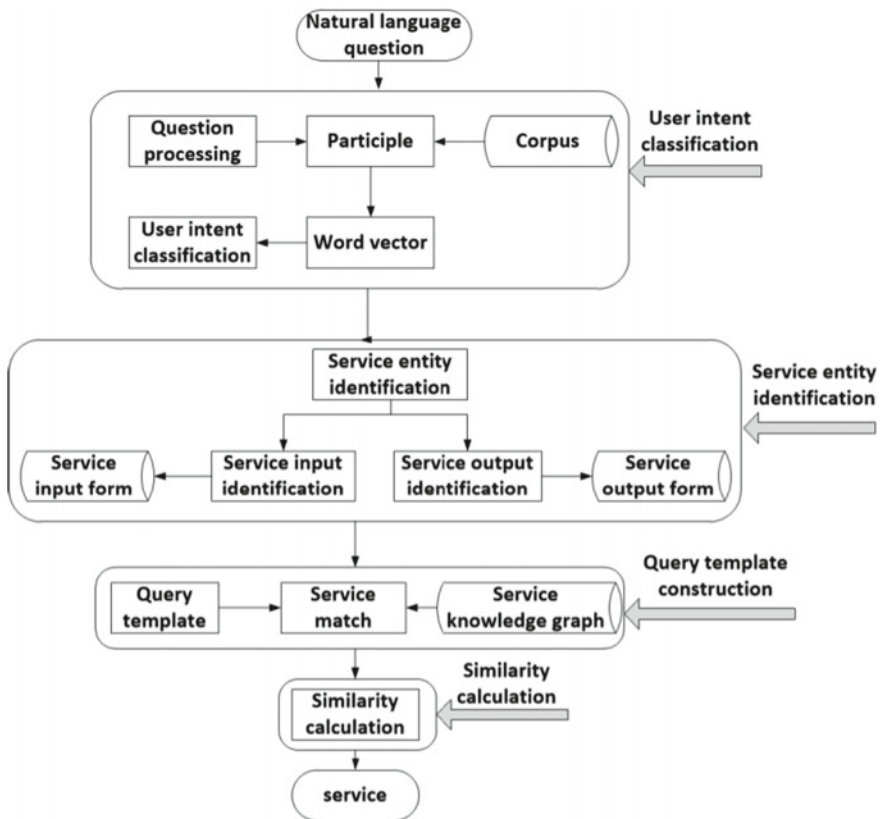 Natural language
question
Question
processing
Participle
Corpus
User intent
classification
User intent
classification
Word vector
Service entity
identification
Service entity
identification
Service
input form
Service input
identification
Service output
identification
Service
output form
Query template
construction
Query
template
Service
match
Service
knowledge graph
Similarity
calculation
Similarity
calculation
service